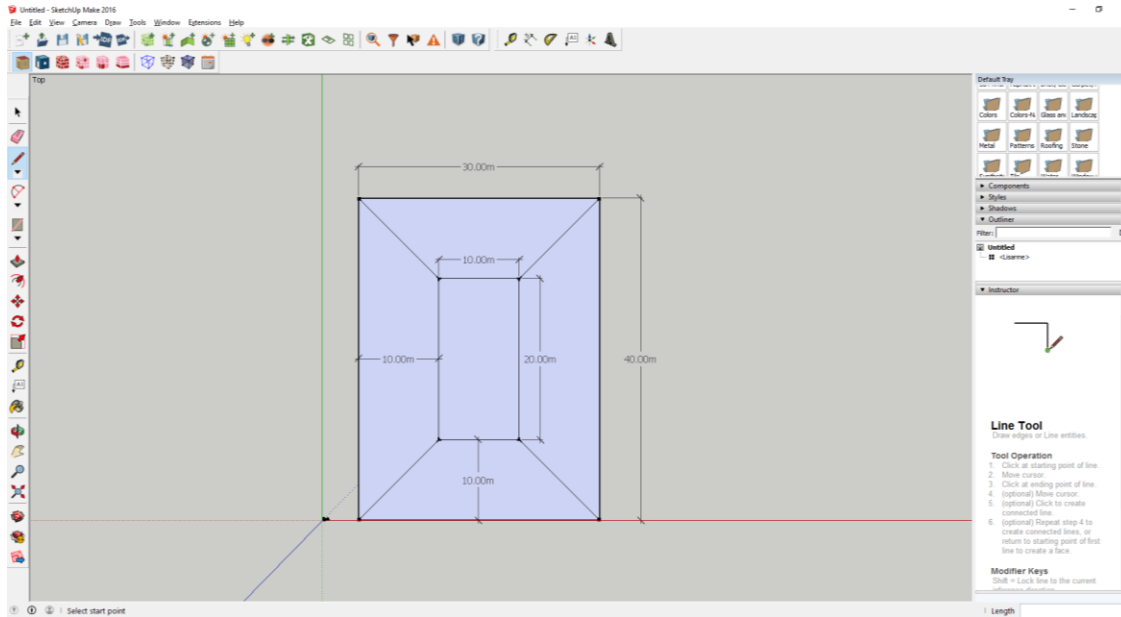 Untitled - SketchUp Make 2016
File Edit View Camera Draw Tools Window Extensions Help
Top
Default Tray
Colors Colors-Na Glass and Landscap
Metal Patterns Roofing Stone
Components
Styles
Shadows
Outliner
Filter:
Untitled
<Lisanne>
Instructor
30.00m
10.00m
10.00m
20.00m
40.00m
10.00m
Line Tool
Draw edges or Line entities.
Tool Operation
1. Click at starting point of line.
2. Move cursor.
3. Click at ending point of line.
4. (optional) Move cursor.
5. (optional) Click to create
connected line.
6. (optional) Repeat step 4 to
create connected lines, or
return to starting point of first
line to create a face.
Modifier Keys
Shift = Lock line to the current
Select start point
Length